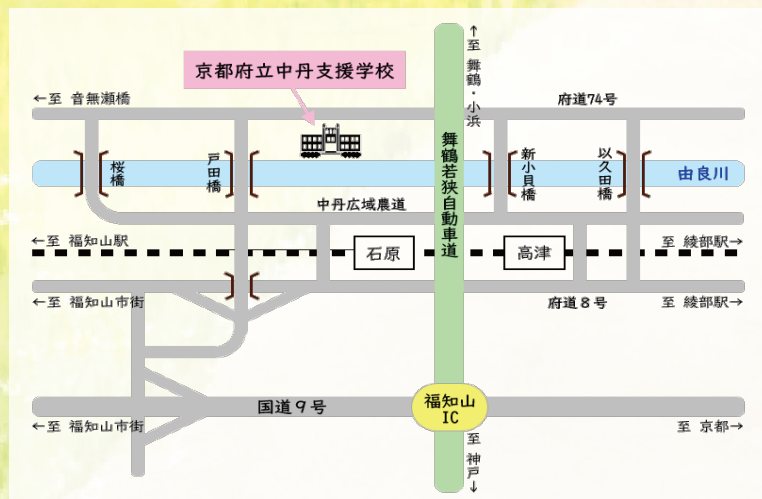 ↑至 舞鶴・小浜
京都府立中丹支援学校
←至 音無瀬橋
府道74号
舞鶴若狭自動車道
桜橋
戸田橋
新小貝橋
以久田橋
由良川
中丹広域農道
←至 福知山駅
石原
高津
至 綾部駅→
←至 福知山市街
府道8号
至 綾部駅→
国道9号
福知山
IC
←至 福知山市街
至 京都→
至 神戸↓